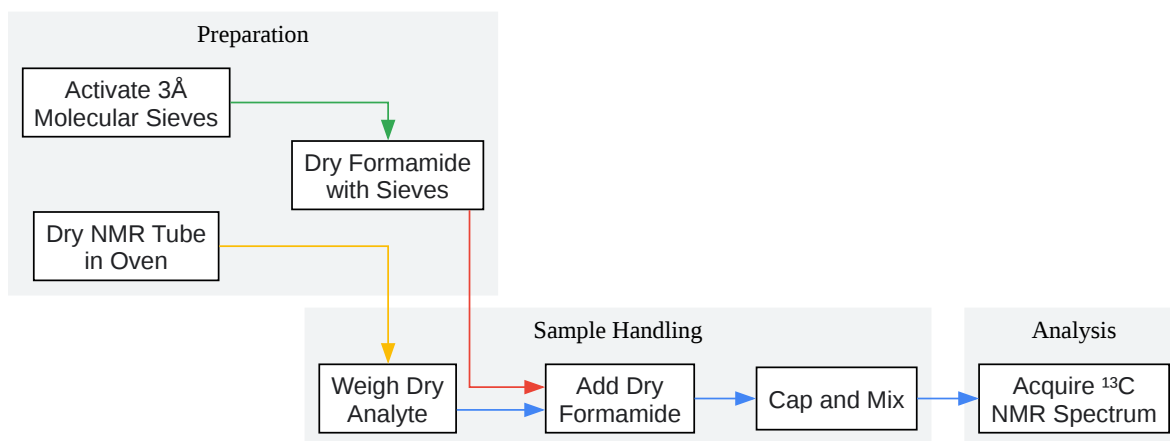 Preparation
Activate 3Å
Molecular Sieves
Dry Formamide
with Sieves
Dry NMR Tube
in Oven
Sample Handling
Weigh Dry
Analyte
Add Dry
Formamide
Cap and Mix
Analysis
Acquire ¹³C
NMR Spectrum